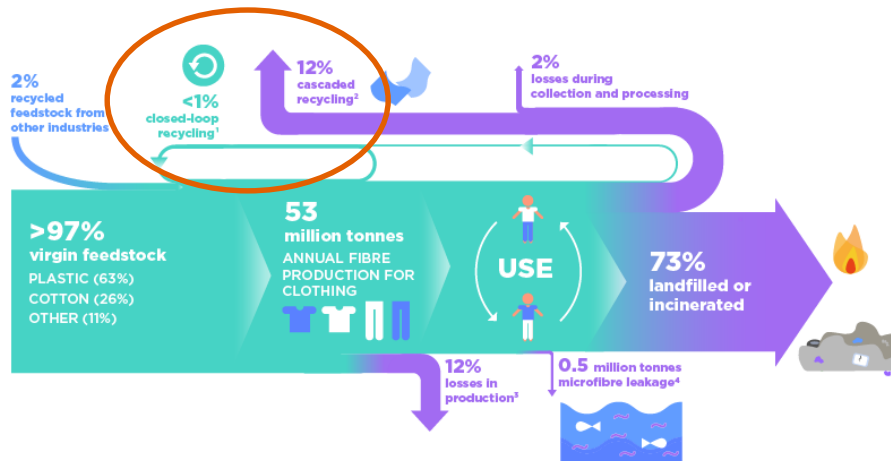 2%
recycled
feedstock from
other industries
<1%
closed-loop
recycling¹
12%
cascaded
recycling²
2%
losses during
collection and processing
>97%
virgin feedstock
PLASTIC (63%)
COTTON (26%)
OTHER (11%)
53
million tonnes
ANNUAL FIBRE
PRODUCTION FOR
CLOTHING
USE
73%
landfilled or
incinerated
12%
losses in
production³
0.5 million tonnes
microfibre leakage⁴